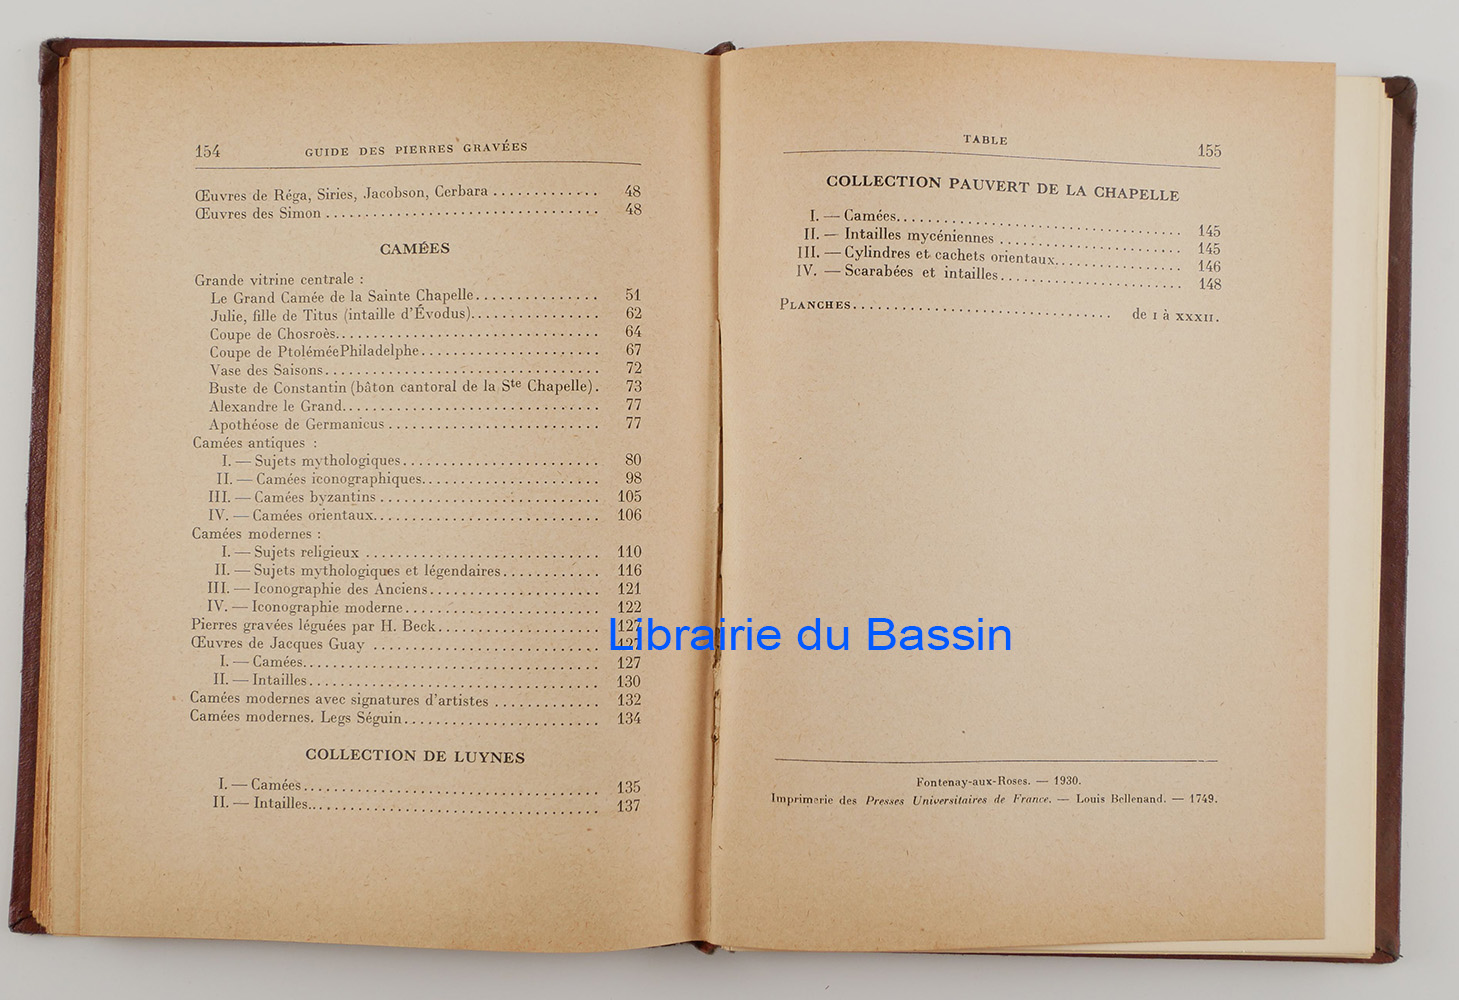 154 GUIDE DES PIERRES GRAVÉES
Œuvres de Réga, Siries, Jacobson, Cerbara ............. 48
Œuvres des Simon .................................. 48
CAMÉES
Grande vitrine centrale :
Le Grand Camée de la Sainte Chapelle............... 51
Julie, fille de Titus (intaille d'Évodus)................ 62
Coupe de Chosroès................................. 64
Coupe de PtoléméePhiladelphe...................... 67
Vase des Saisons................................... 72
Buste de Constantin (bâton cantoral de la Ste Chapelle). 73
Alexandre le Grand................................ 77
Apothéose de Germanicus .......................... 77
Camées antiques :
I. — Sujets mythologiques......................... 80
II. — Camées iconographiques...................... 98
III. — Camées byzantins ........................... 105
IV. — Camées orientaux............................ 106
Camées modernes :
I. — Sujets religieux ............................. 110
II. — Sujets mythologiques et légendaires............ 116
III. — Iconographie des Anciens..................... 121
IV. — Iconographie moderne........................ 122
Pierres gravées léguées par H. Beck.................... 127
Œuvres de Jacques Guay ............................ 127
I. — Camées..................................... 127
II. — Intailles.................................... 130
Camées modernes avec signatures d'artistes ............. 132
Camées modernes. Legs Séguin........................ 134
COLLECTION DE LUYNES
I. — Camées..................................... 135
II. — Intailles.................................... 137
TABLE 155
COLLECTION PAUVERT DE LA CHAPELLE
I. — Camées................................... 145
II. — Intailles mycéniennes ....................... 145
III. — Cylindres et cachets orientaux................ 146
IV. — Scarabées et intailles....................... 148
PLANCHES................................ de I à XXXII.
Fontenay-aux-Roses. — 1930.
Imprimerie des Presses Universitaires de France. — Louis Bellenand. — 1749.
Librairie du Bassin